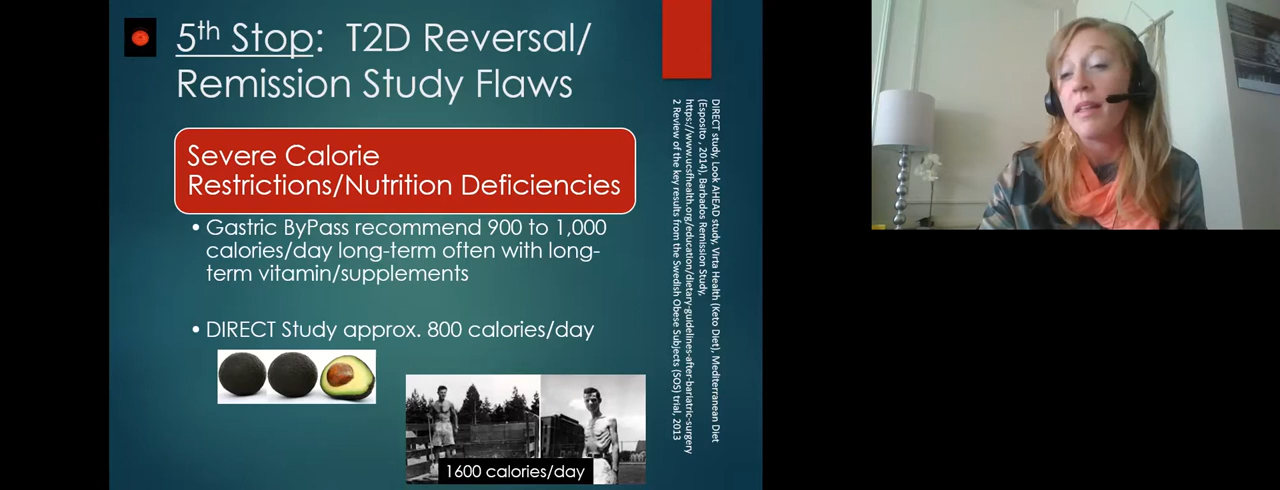 5th Stop: T2D Reversal/
Remission Study Flaws
Severe Calorie
Restrictions/Nutrition Deficiencies
• Gastric ByPass recommend 900 to 1,000
calories/day long-term often with long-
term vitamin/supplements
• DIRECT Study approx. 800 calories/day
1600 calories/day
DIRECT study, Look AHEAD study, Virta Health (Keto Diet), Mediterranean Diet
(Esposito , 2014), Barbados Remission Study,
https://www.ucsfhealth.org/education/dietary-guidelines-after-bariatric-surgery
2 Review of the key results from the Swedish Obese Subjects (SOS) trial, 2013